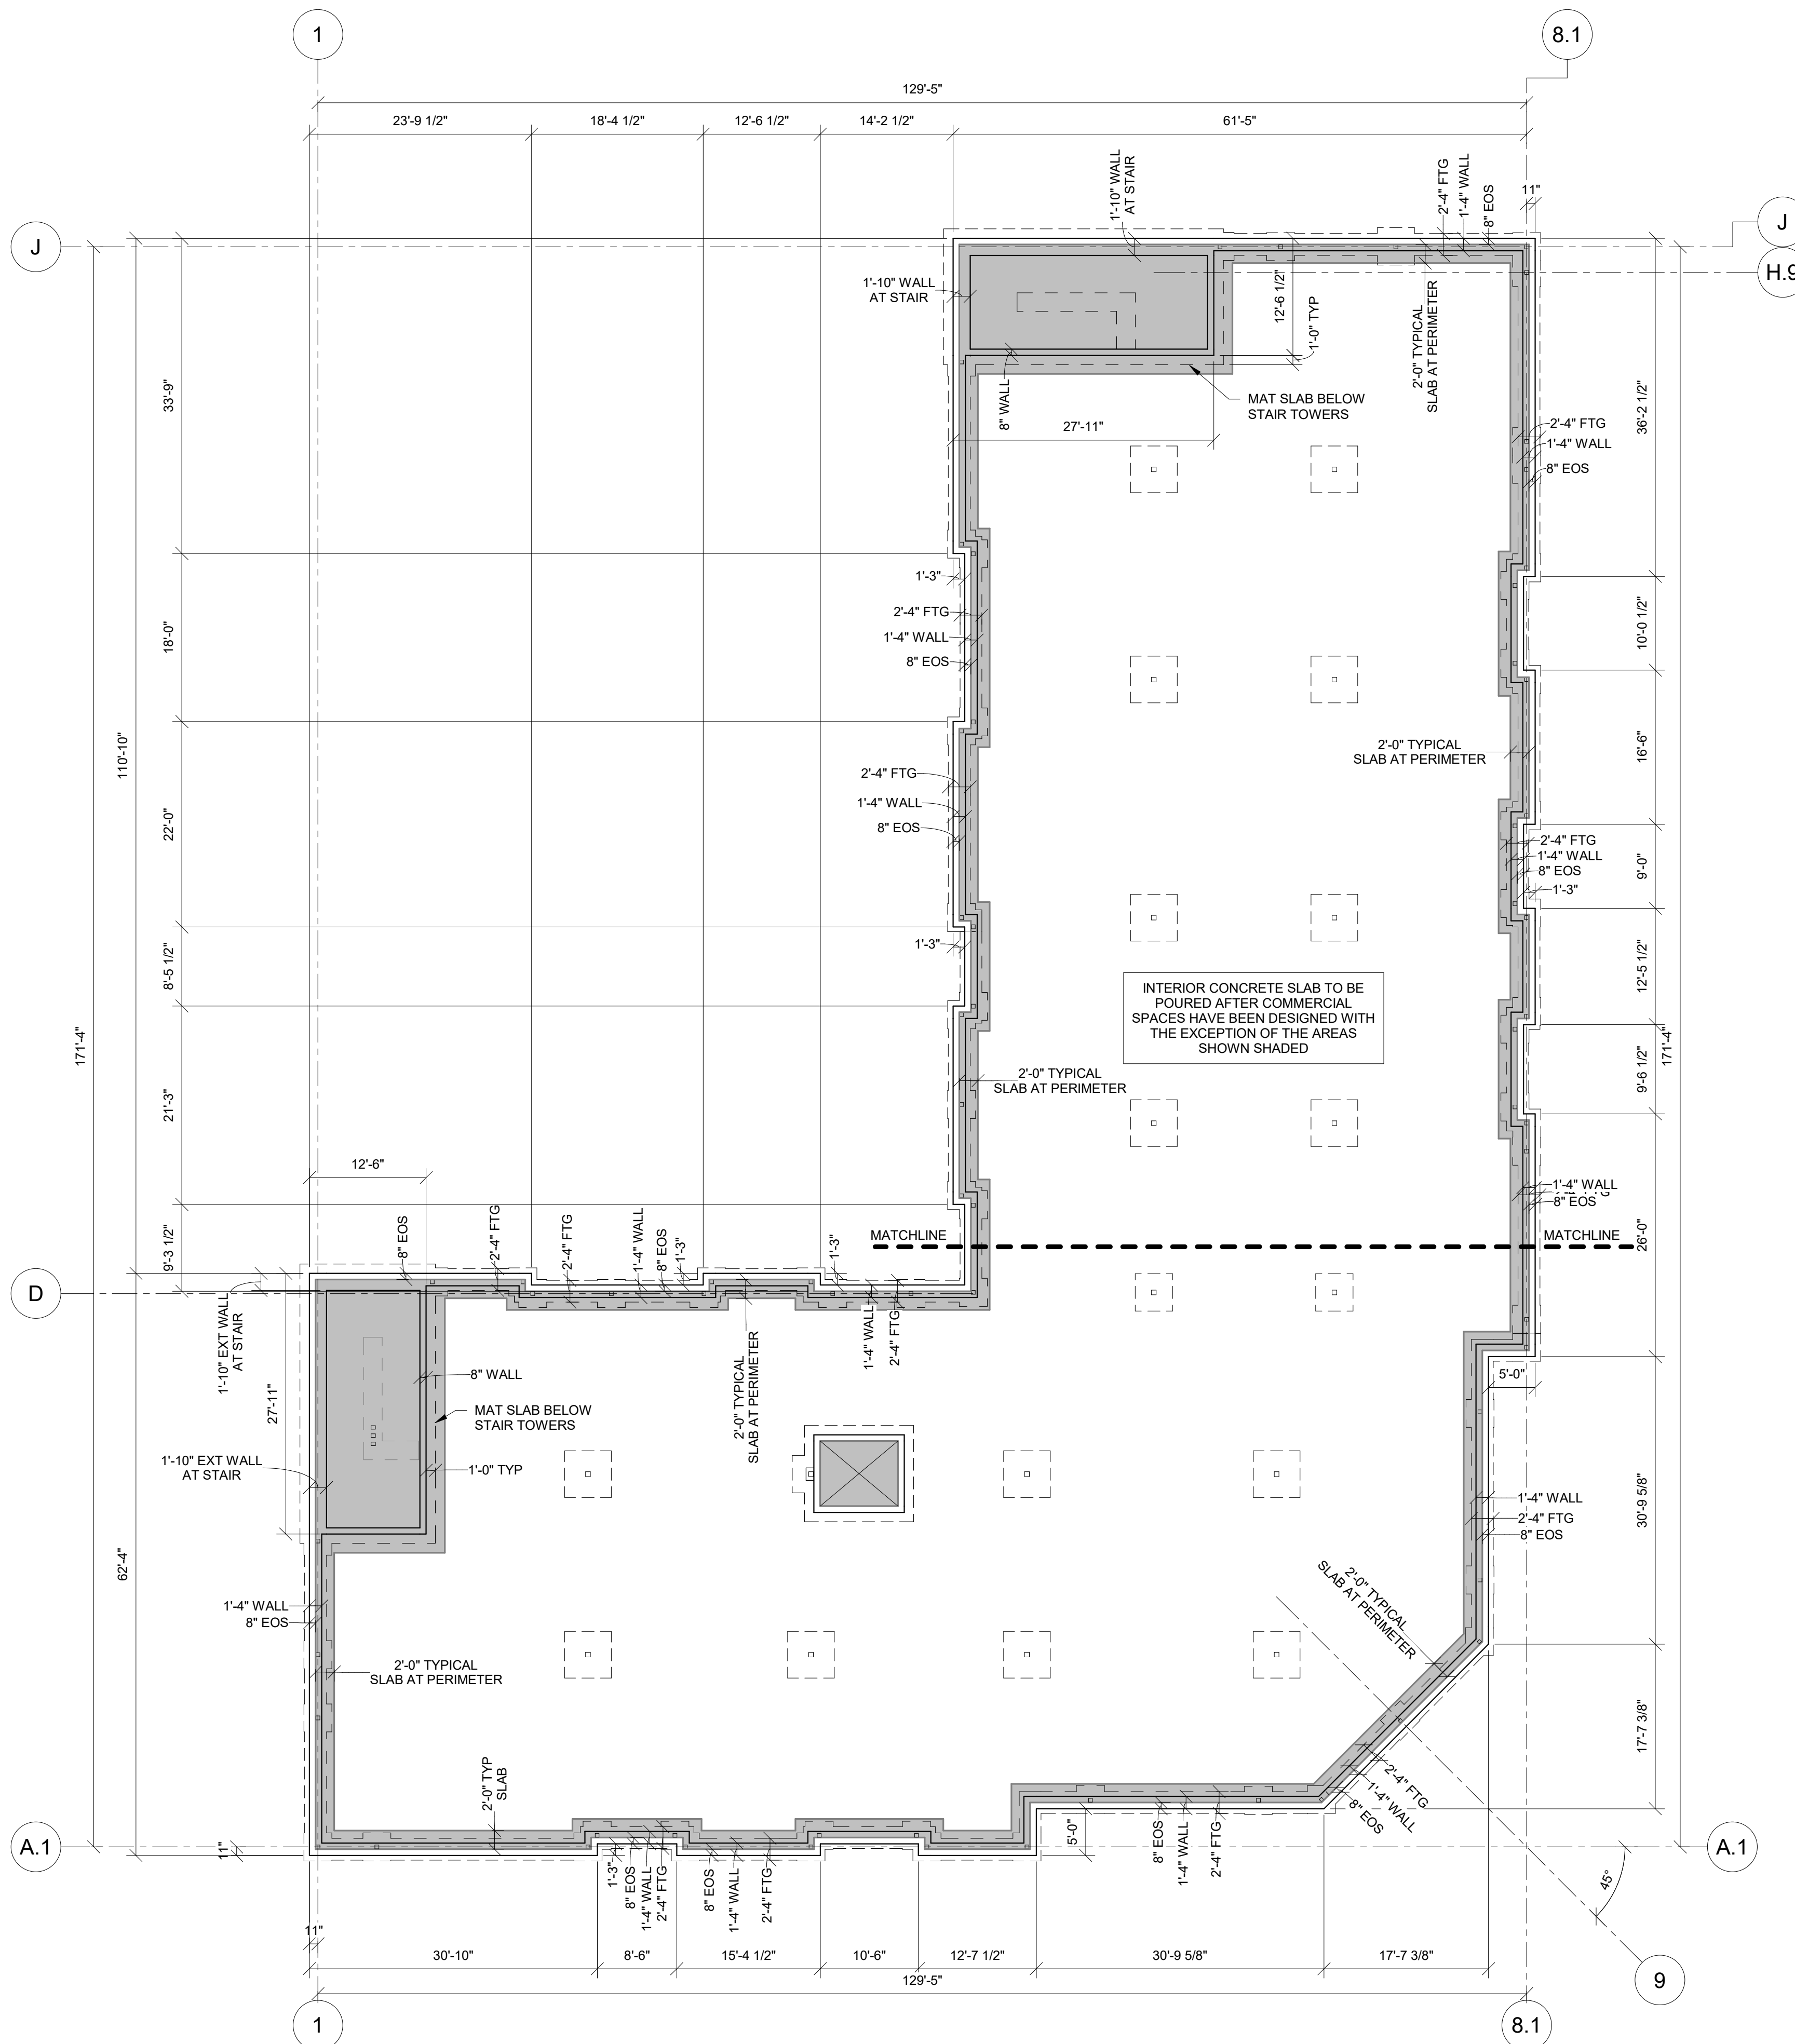 1
8.1
129'-5"
23'-9 1/2"
18'-4 1/2"
12'-6 1/2"
14'-2 1/2"
61'-5"
1'-10" WALL
AT STAIR
2'-4" FTG
1'-4" WALL
8" EOS
11"
J
J
H.9
1'-10" WALL
AT STAIR
12'-6 1/2"
1'-0" TYP
2'-0" TYPICAL
SLAB AT PERIMETER
8" WALL
MAT SLAB BELOW
STAIR TOWERS
27'-11"
33'-9"
36'-2 1/2"
2'-4" FTG
1'-4" WALL
8" EOS
1'-3"
2'-4" FTG
1'-4" WALL
8" EOS
18'-0"
10'-0 1/2"
110'-10"
171'-4"
22'-0"
2'-4" FTG
1'-4" WALL
8" EOS
2'-0" TYPICAL
SLAB AT PERIMETER
16'-6"
2'-4" FTG
1'-4" WALL
8" EOS
1'-3"
9'-0"
1'-3"
8'-5 1/2"
INTERIOR CONCRETE SLAB TO BE
POURED AFTER COMMERCIAL
SPACES HAVE BEEN DESIGNED WITH
THE EXCEPTION OF THE AREAS
SHOWN SHADED
12'-5 1/2"
171'-4"
9'-6 1/2"
2'-0" TYPICAL
SLAB AT PERIMETER
21'-3"
12'-6"
1'-4" WALL
8" EOS
26'-0"
MATCHLINE
MATCHLINE
9'-3 1/2"
8" EOS
2'-4" FTG
2'-4" FTG
1'-4" WALL
8" EOS
1'-3"
1'-3"
D
1'-10" EXT WALL
AT STAIR
1'-4" WALL
2'-4" FTG
8" WALL
2'-0" TYPICAL
SLAB AT PERIMETER
5'-0"
27'-11"
MAT SLAB BELOW
STAIR TOWERS
1'-10" EXT WALL
AT STAIR
1'-0" TYP
30'-9 5/8"
1'-4" WALL
2'-4" FTG
8" EOS
62'-4"
1'-4" WALL
8" EOS
2'-0" TYPICAL
SLAB AT PERIMETER
2'-0" TYPICAL
SLAB AT PERIMETER
17'-7 3/8"
2'-0" TYP
SLAB
2'-4" FTG
1'-4" WALL
8" EOS
A.1
11"
1'-3"
8" EOS
1'-4" WALL
2'-4" FTG
8" EOS
1'-4" WALL
2'-4" FTG
5'-0"
8" EOS
1'-4" WALL
2'-4" FTG
A.1
45°
11"
30'-10"
8'-6"
15'-4 1/2"
10'-6"
12'-7 1/2"
30'-9 5/8"
17'-7 3/8"
129'-5"
9
1
8.1